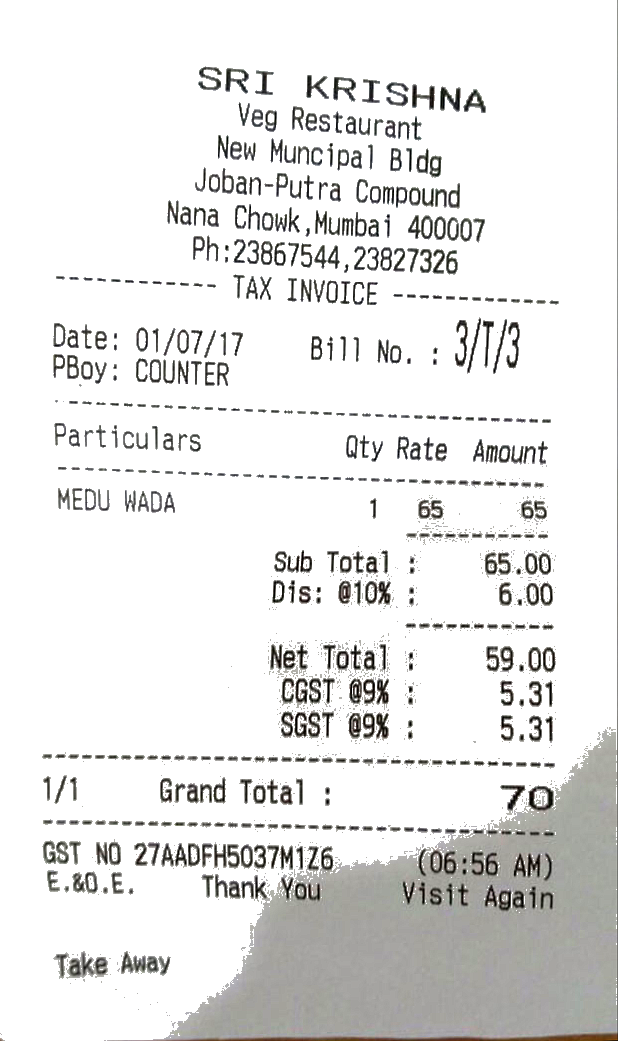 SRI KRISHNA
Veg Restaurant
New Muncipal Bldg
Joban-Putra Compound
Nana Chowk,Mumbai 400007
Ph:23867544,23827326
------------ TAX INVOICE ------------
Date: 01/07/17 Bill No. : 3/T/3
PBoy: COUNTER
Particulars Qty Rate Amount
MEDU WADA 1 65 65
Sub Total : 65.00
Dis: @10% : 6.00
Net Total : 59.00
CGST @9% : 5.31
SGST @9% : 5.31
1/1 Grand Total : 70
GST NO 27AADFH5037M1Z6 (06:56 AM)
E.&O.E. Thank You Visit Again
Take Away